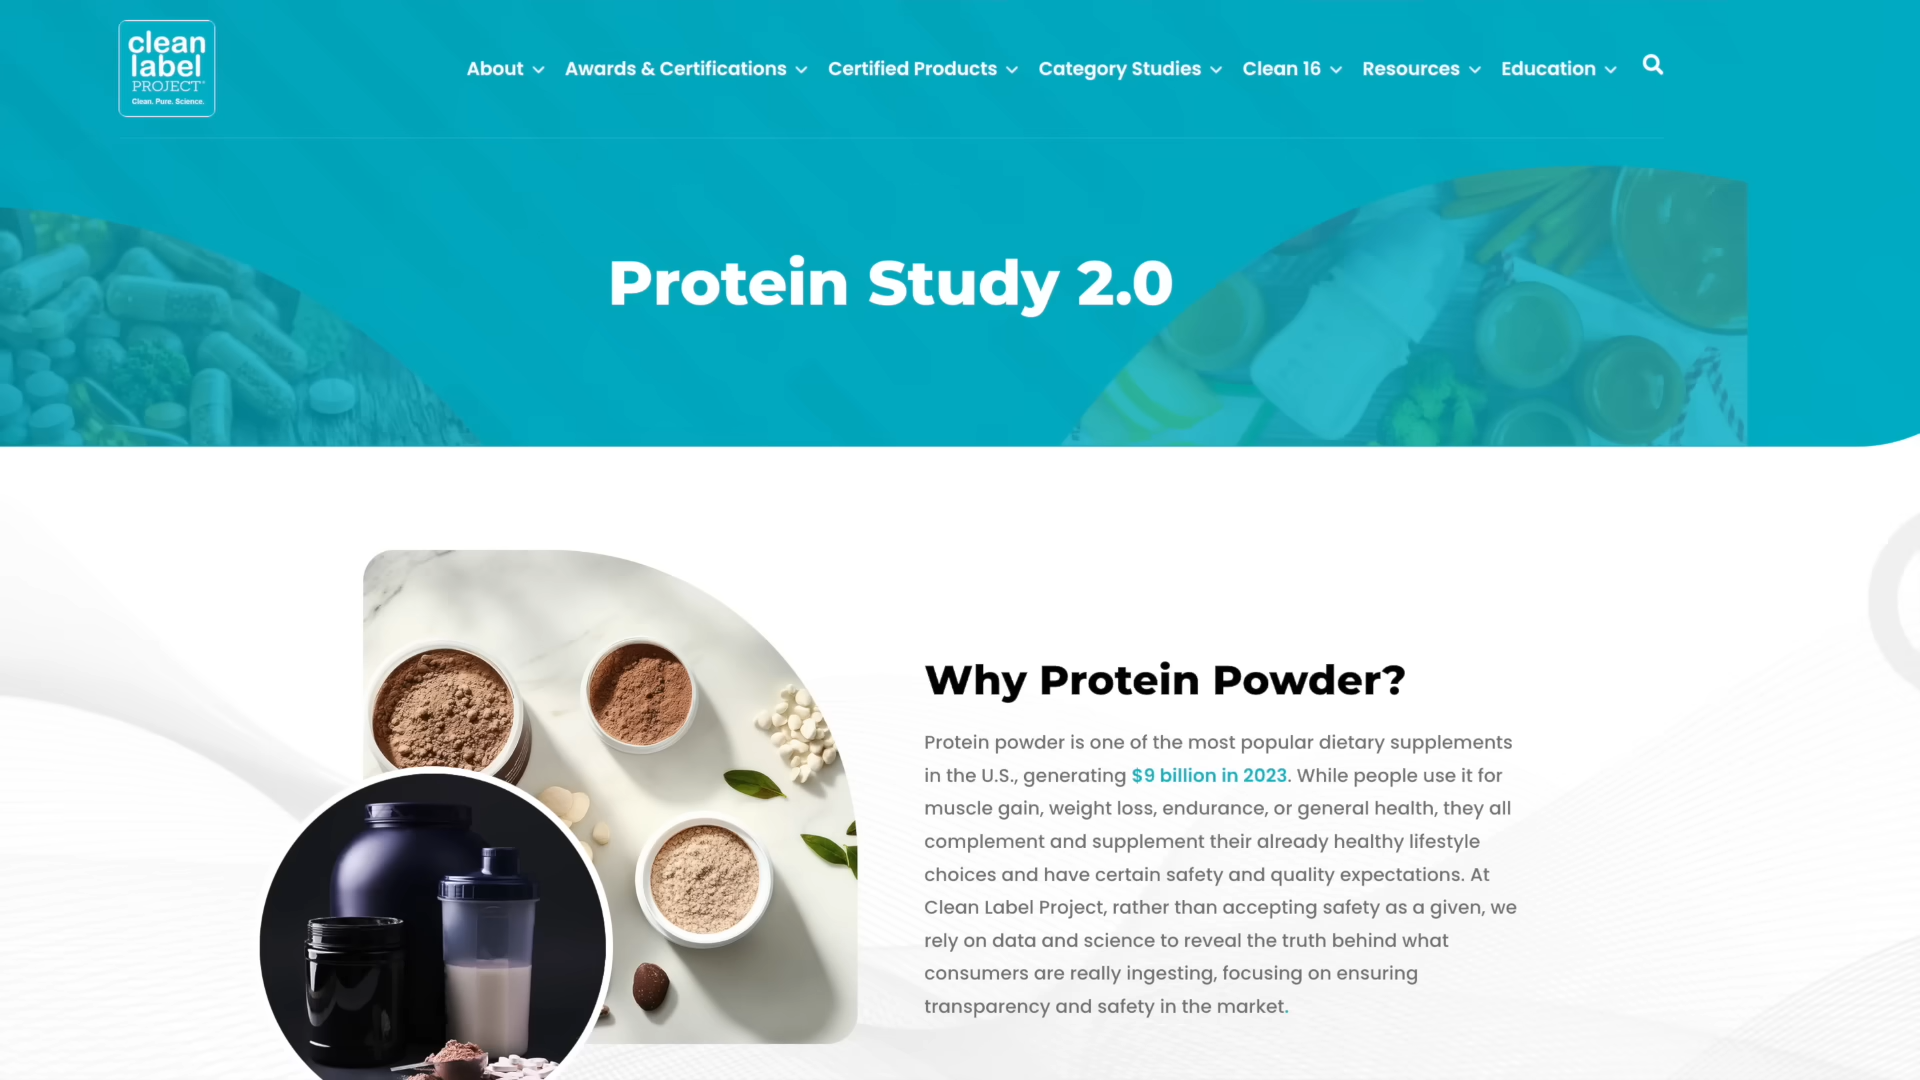 clean
label
PROJECT
Clean. Pure. Science.
About
Awards & Certifications
Certified Products
Category Studies
Clean 16
Resources
Education
Protein Study 2.0
Why Protein Powder?
Protein powder is one of the most popular dietary supplements
in the U.S., generating $9 billion in 2023. While people use it for
muscle gain, weight loss, endurance, or general health, they all
complement and supplement their already healthy lifestyle
choices and have certain safety and quality expectations. At
Clean Label Project, rather than accepting safety as a given, we
rely on data and science to reveal the truth behind what
consumers are really ingesting, focusing on ensuring
transparency and safety in the market.